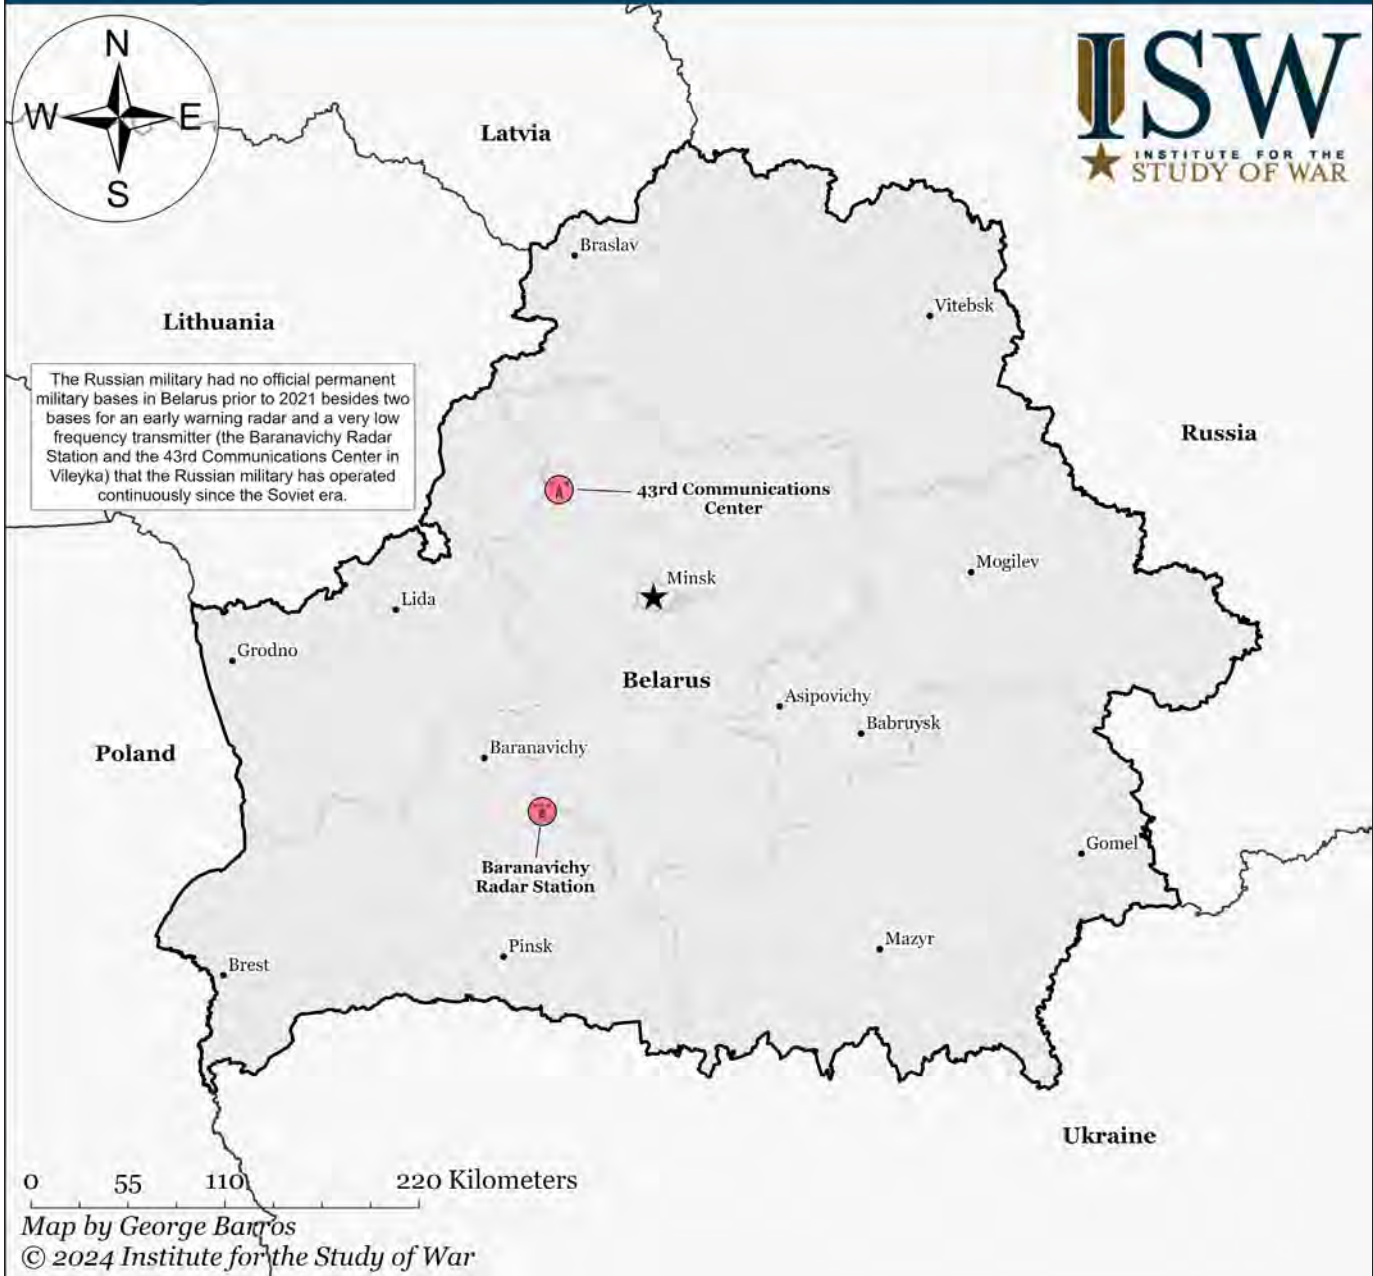 N
W
E
S
ISW
INSTITUTE FOR THE
STUDY OF WAR
Latvia
Braslav
Vitebsk
Lithuania
The Russian military had no official permanent
military bases in Belarus prior to 2021 besides two
bases for an early warning radar and a very low
frequency transmitter (the Baranavichy Radar
Station and the 43rd Communications Center in
Vileyka) that the Russian military has operated
continuously since the Soviet era.
Russia
43rd Communications
Center
Minsk
Mogilev
Lida
Grodno
Belarus
Asipovichy
Babruysk
Poland
Baranavichy
Baranavichy
Radar Station
Gomel
Pinsk
Mazyr
Brest
Ukraine
0 55 110 220 Kilometers
Map by George Barros
© 2024 Institute for the Study of War